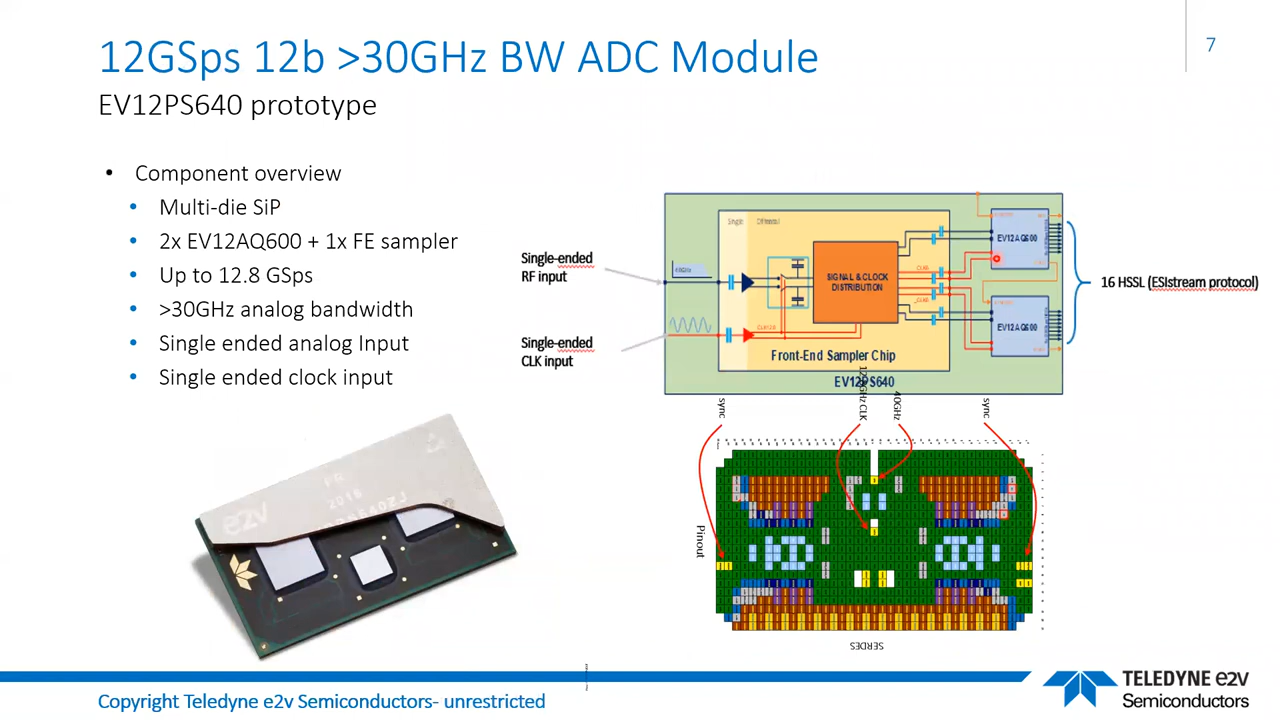 12GSps 12b >30GHz BW ADC Module
7
EV12PS640 prototype
• Component overview
• Multi-die SiP
• 2x EV12AQ600 + 1x FE sampler
• Up to 12.8 GSps
• >30GHz analog bandwidth
• Single ended analog Input
• Single ended clock input
Single-ended
RF input
Single-ended
CLK input
Single
EV12AQ600
SIGNAL & CLOCK
DISTRIBUTION
EV12AQ600
Front-End Sampler Chip
EV12PS640
16 HSSL (ESIstream protocol)
sync
40GHz
sync
Pinout
SERDES
e2v
2018
Copyright Teledyne e2v Semiconductors- unrestricted
TELEDYNE e2v
Semiconductors